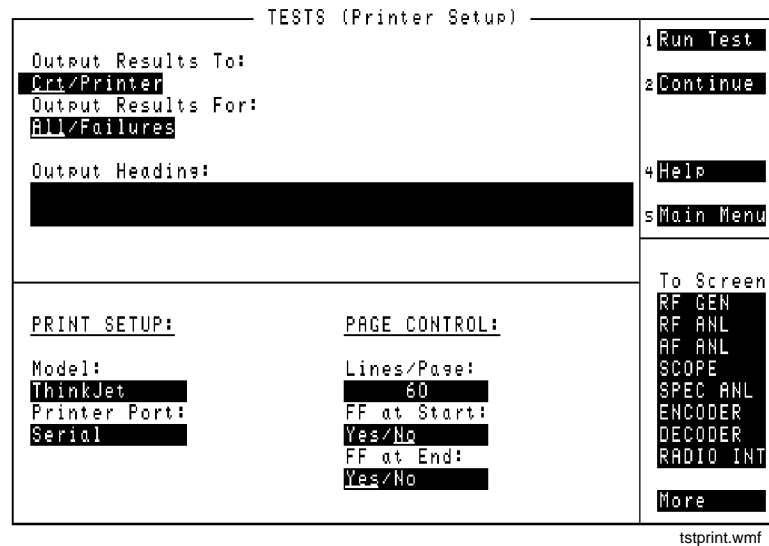 TESTS (Printer Setup)
Output Results To:
Crt/Printer
Output Results For:
All/Failures
Output Heading:
1 Run Test
2 Continue
4 Help
5 Main Menu
PRINT SETUP:
Model:
ThinkJet
Printer Port:
Serial
PAGE CONTROL:
Lines/Page:
60
FF at Start:
Yes/No
FF at End:
Yes/No
To Screen
RF GEN
RF ANL
AF ANL
SCOPE
SPEC ANL
ENCODER
DECODER
RADIO INT
More
tstprint.wmf